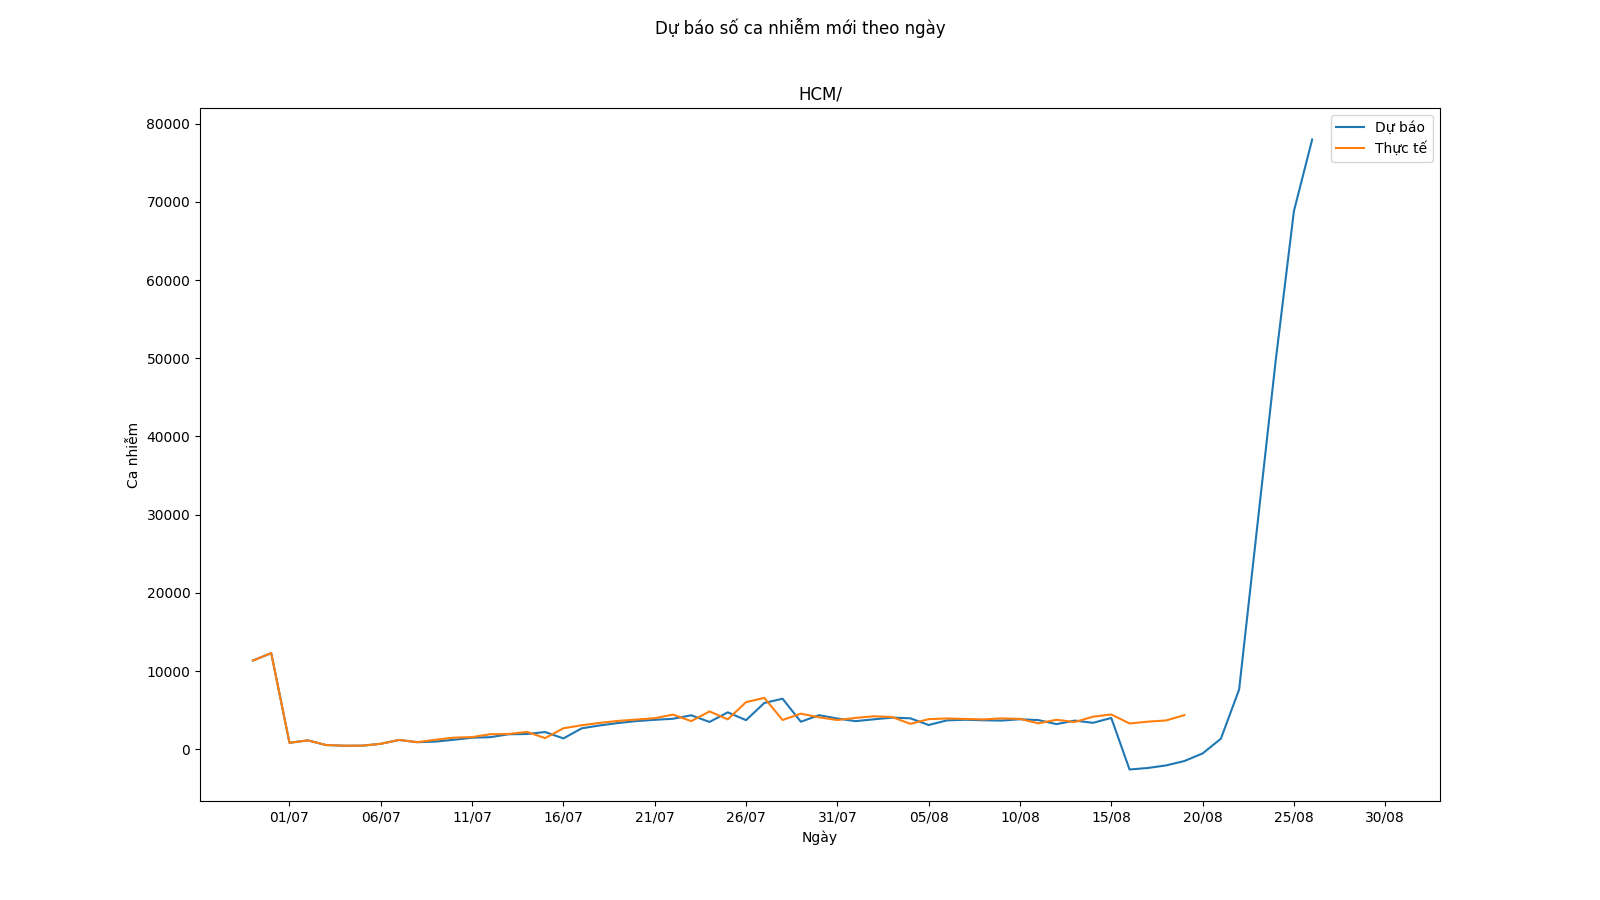 Dự báo số ca nhiễm mới theo ngày
HCM/
Dự báo
Thực tế
80000
70000
60000
50000
40000
30000
20000
10000
0
Ca nhiễm
01/07 06/07 11/07 16/07 21/07 26/07 31/07 05/08 10/08 15/08 20/08 25/08 30/08
Ngày